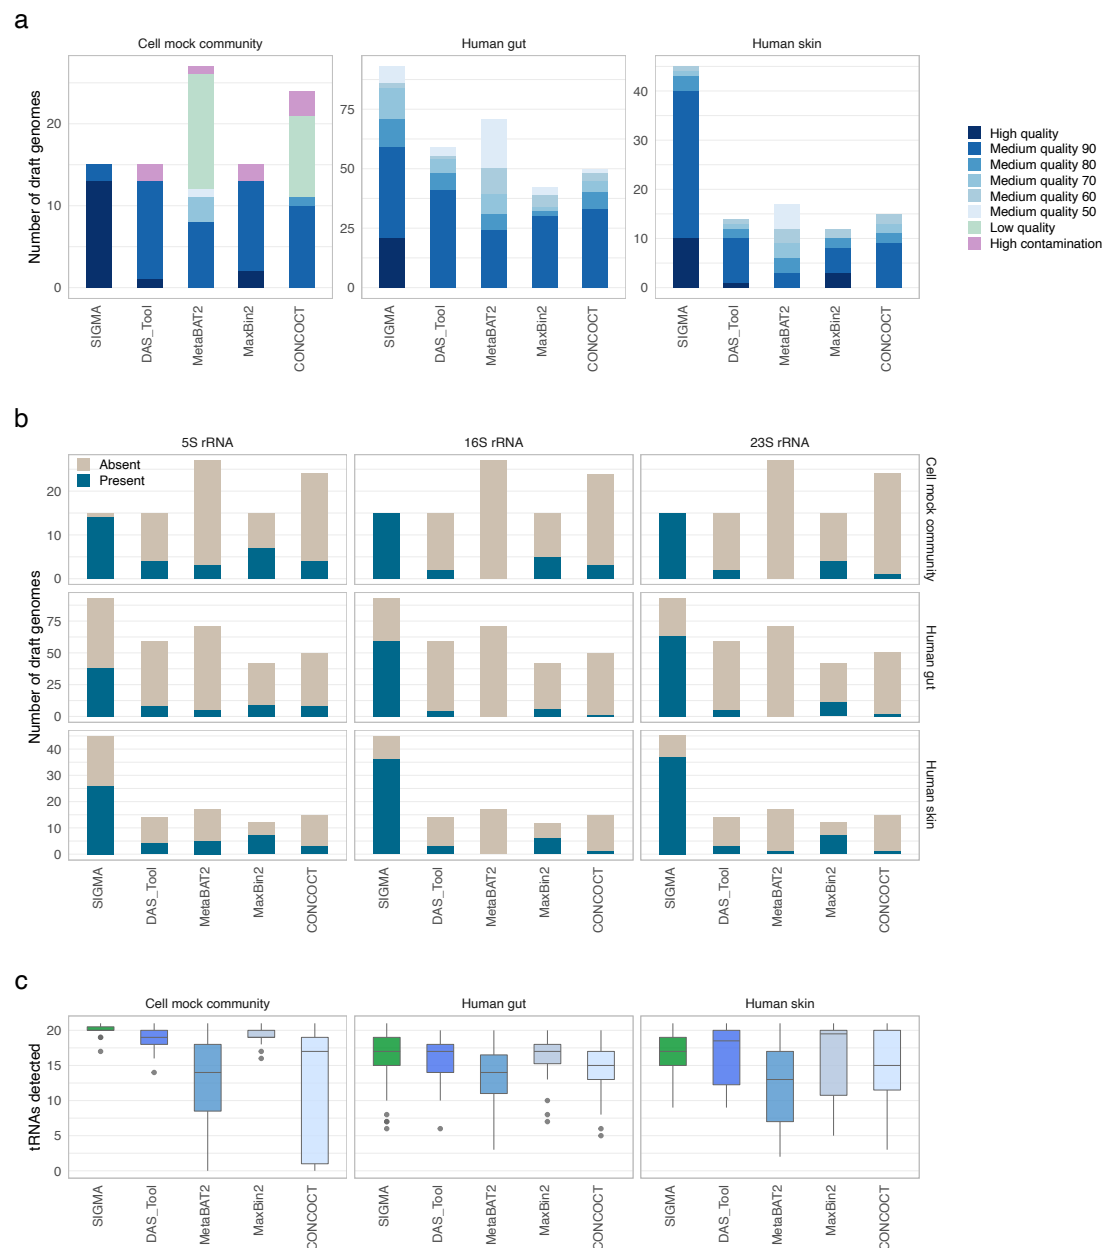 a
Cell mock community
Human gut
Human skin
Number of draft genomes
0
10
20
0
25
50
75
0
10
20
30
40
SIGMA
DAS_Tool
MetaBAT2
MaxBin2
CONCOCT
SIGMA
DAS_Tool
MetaBAT2
MaxBin2
CONCOCT
SIGMA
DAS_Tool
MetaBAT2
MaxBin2
CONCOCT
High quality
Medium quality 90
Medium quality 80
Medium quality 70
Medium quality 60
Medium quality 50
Low quality
High contamination
b
5S rRNA
16S rRNA
23S rRNA
Absent
Present
Number of draft genomes
0
10
20
Cell mock community
0
25
50
75
Human gut
0
10
20
30
40
Human skin
SIGMA
DAS_Tool
MetaBAT2
MaxBin2
CONCOCT
SIGMA
DAS_Tool
MetaBAT2
MaxBin2
CONCOCT
SIGMA
DAS_Tool
MetaBAT2
MaxBin2
CONCOCT
c
Cell mock community
Human gut
Human skin
tRNAs detected
0
5
10
15
20
SIGMA
DAS_Tool
MetaBAT2
MaxBin2
CONCOCT
SIGMA
DAS_Tool
MetaBAT2
MaxBin2
CONCOCT
SIGMA
DAS_Tool
MetaBAT2
MaxBin2
CONCOCT